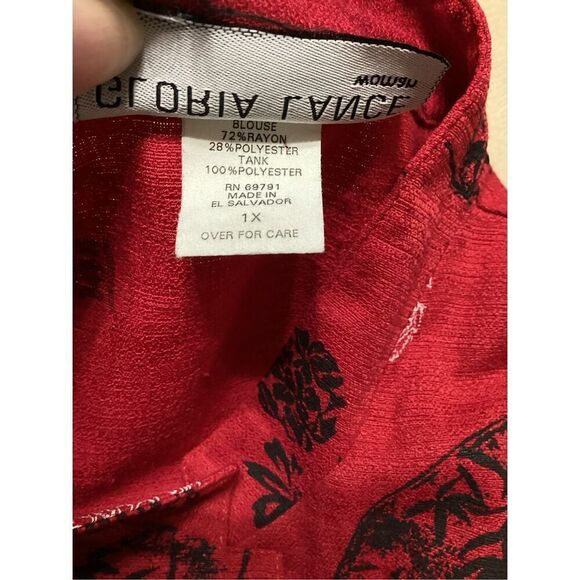 woman
GLORIA LANCE
BLOUSE
72%RAYON
28%POLYESTER
TANK
100%POLYESTER
RN 69791
MADE IN
EL SALVADOR
1X
OVER FOR CARE